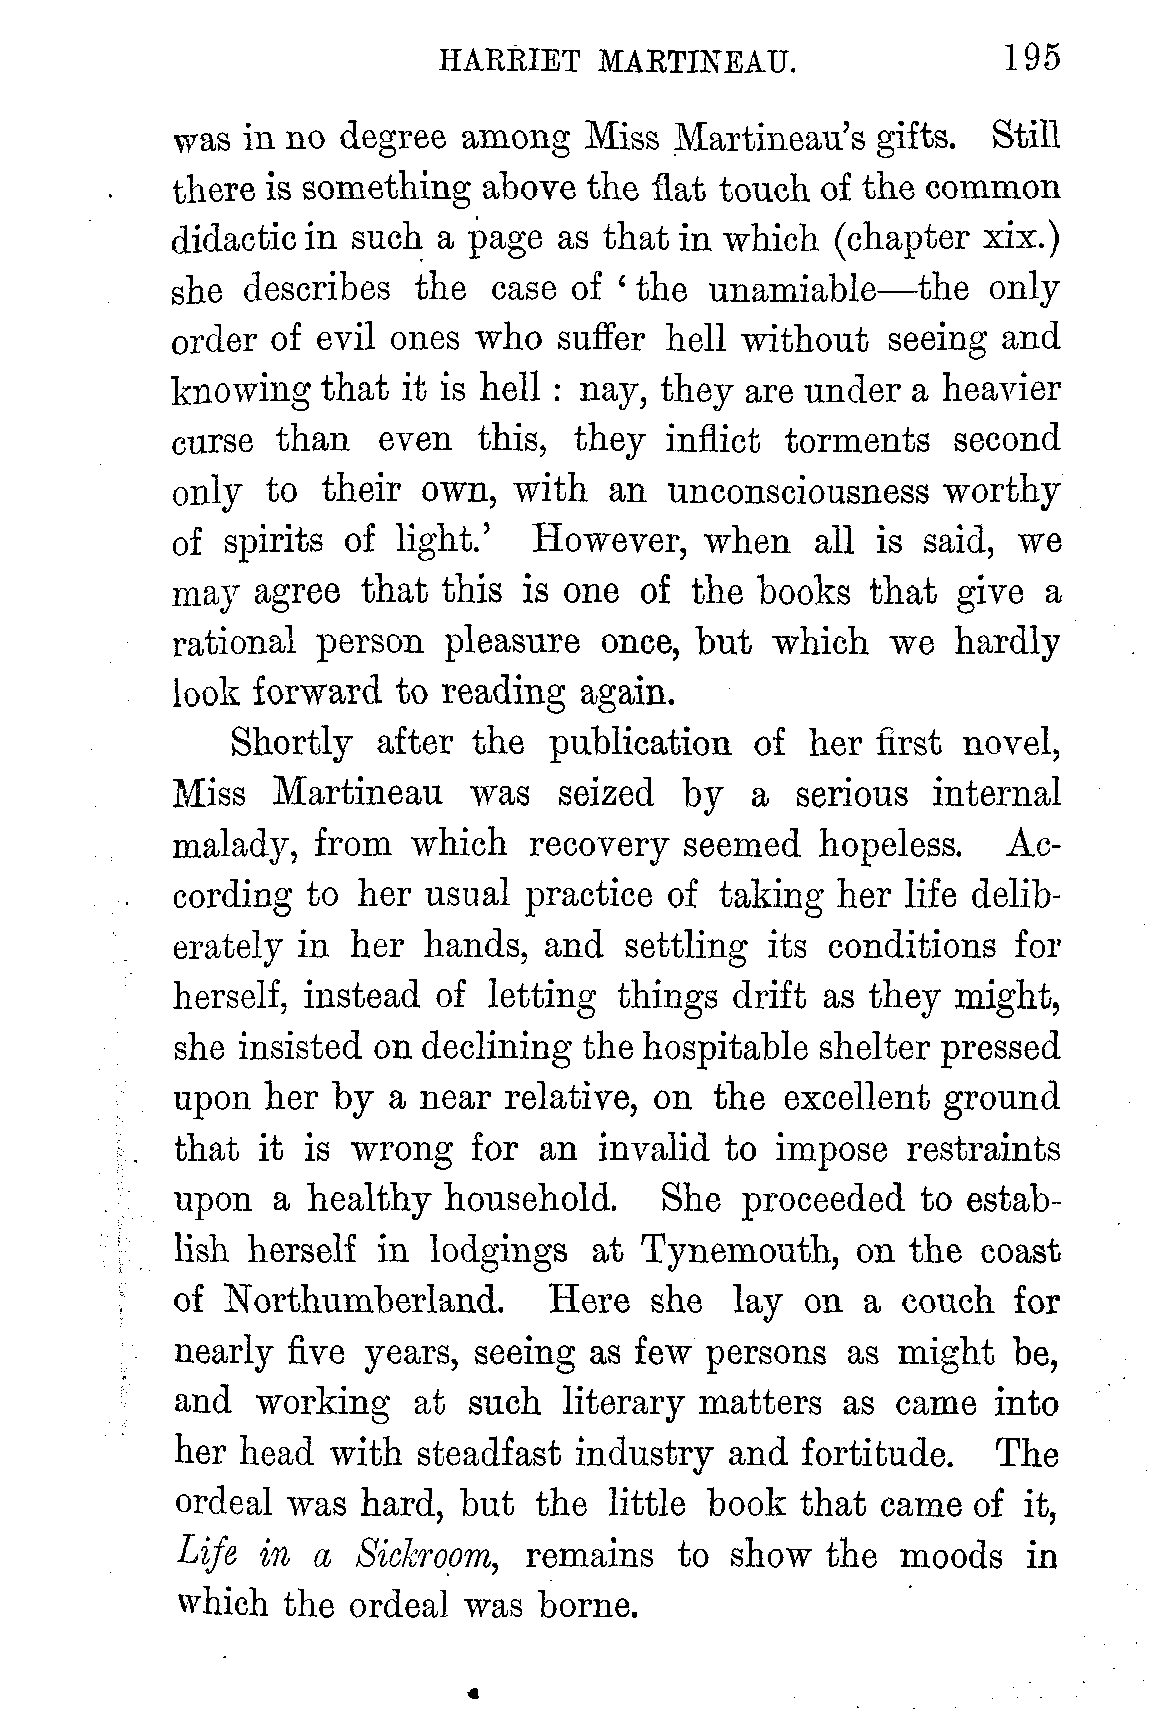 HARRIET MARTINEAU. 195
was in no degree among Miss Martineau's gifts. Still
there is something above the flat touch of the common
didactic in such a page as that in which (chapter xix.)
she describes the case of ‘the unamiable—the only
order of evil ones who suffer hell without seeing and
knowing that it is hell : nay, they are under a heavier
curse than even this, they inflict torments second
only to their own, with an unconsciousness worthy
of spirits of light.’ However, when all is said, we
may agree that this is one of the books that give a
rational person pleasure once, but which we hardly
look forward to reading again.
Shortly after the publication of her first novel,
Miss Martineau was seized by a serious internal
malady, from which recovery seemed hopeless. Ac-
cording to her usual practice of taking her life delib-
erately in her hands, and settling its conditions for
herself, instead of letting things drift as they might,
she insisted on declining the hospitable shelter pressed
upon her by a near relative, on the excellent ground
that it is wrong for an invalid to impose restraints
upon a healthy household. She proceeded to estab-
lish herself in lodgings at Tynemouth, on the coast
of Northumberland. Here she lay on a couch for
nearly five years, seeing as few persons as might be,
and working at such literary matters as came into
her head with steadfast industry and fortitude. The
ordeal was hard, but the little book that came of it,
Life in a Sickroom, remains to show the moods in
which the ordeal was borne.